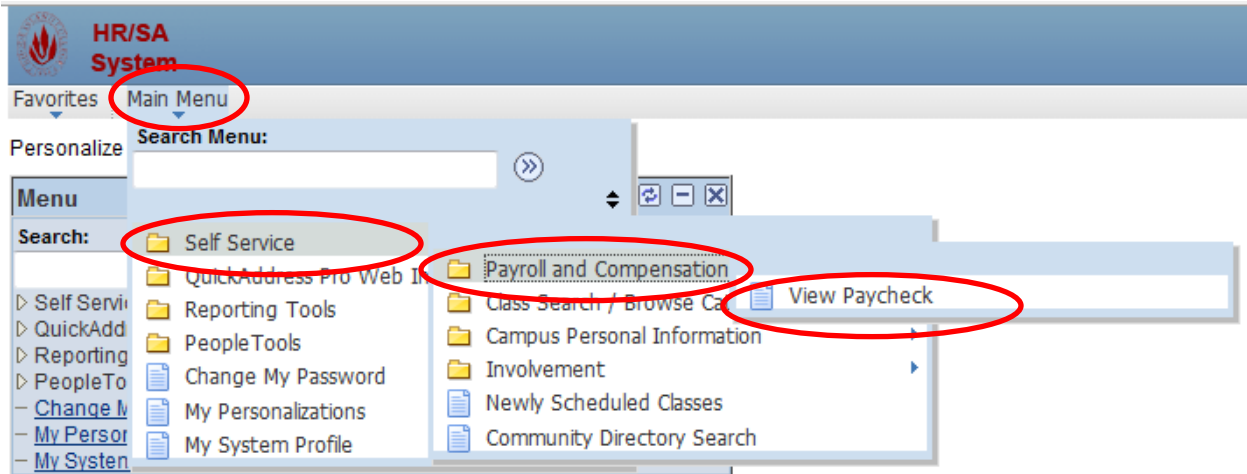 HR/SA
System
Favorites Main Menu
Personalize
Search Menu:
Menu
Search:
Self Service
QuickAddress Pro Web In
Reporting Tools
PeopleTools
Change My Password
My Personalizations
My System Profile
Self Servi
QuickAdd
Reporting
PeopleTo
Change M
My Person
My System
Payroll and Compensation
Class Search / Browse Ca
Campus Personal Information
Involvement
Newly Scheduled Classes
Community Directory Search
View Paycheck